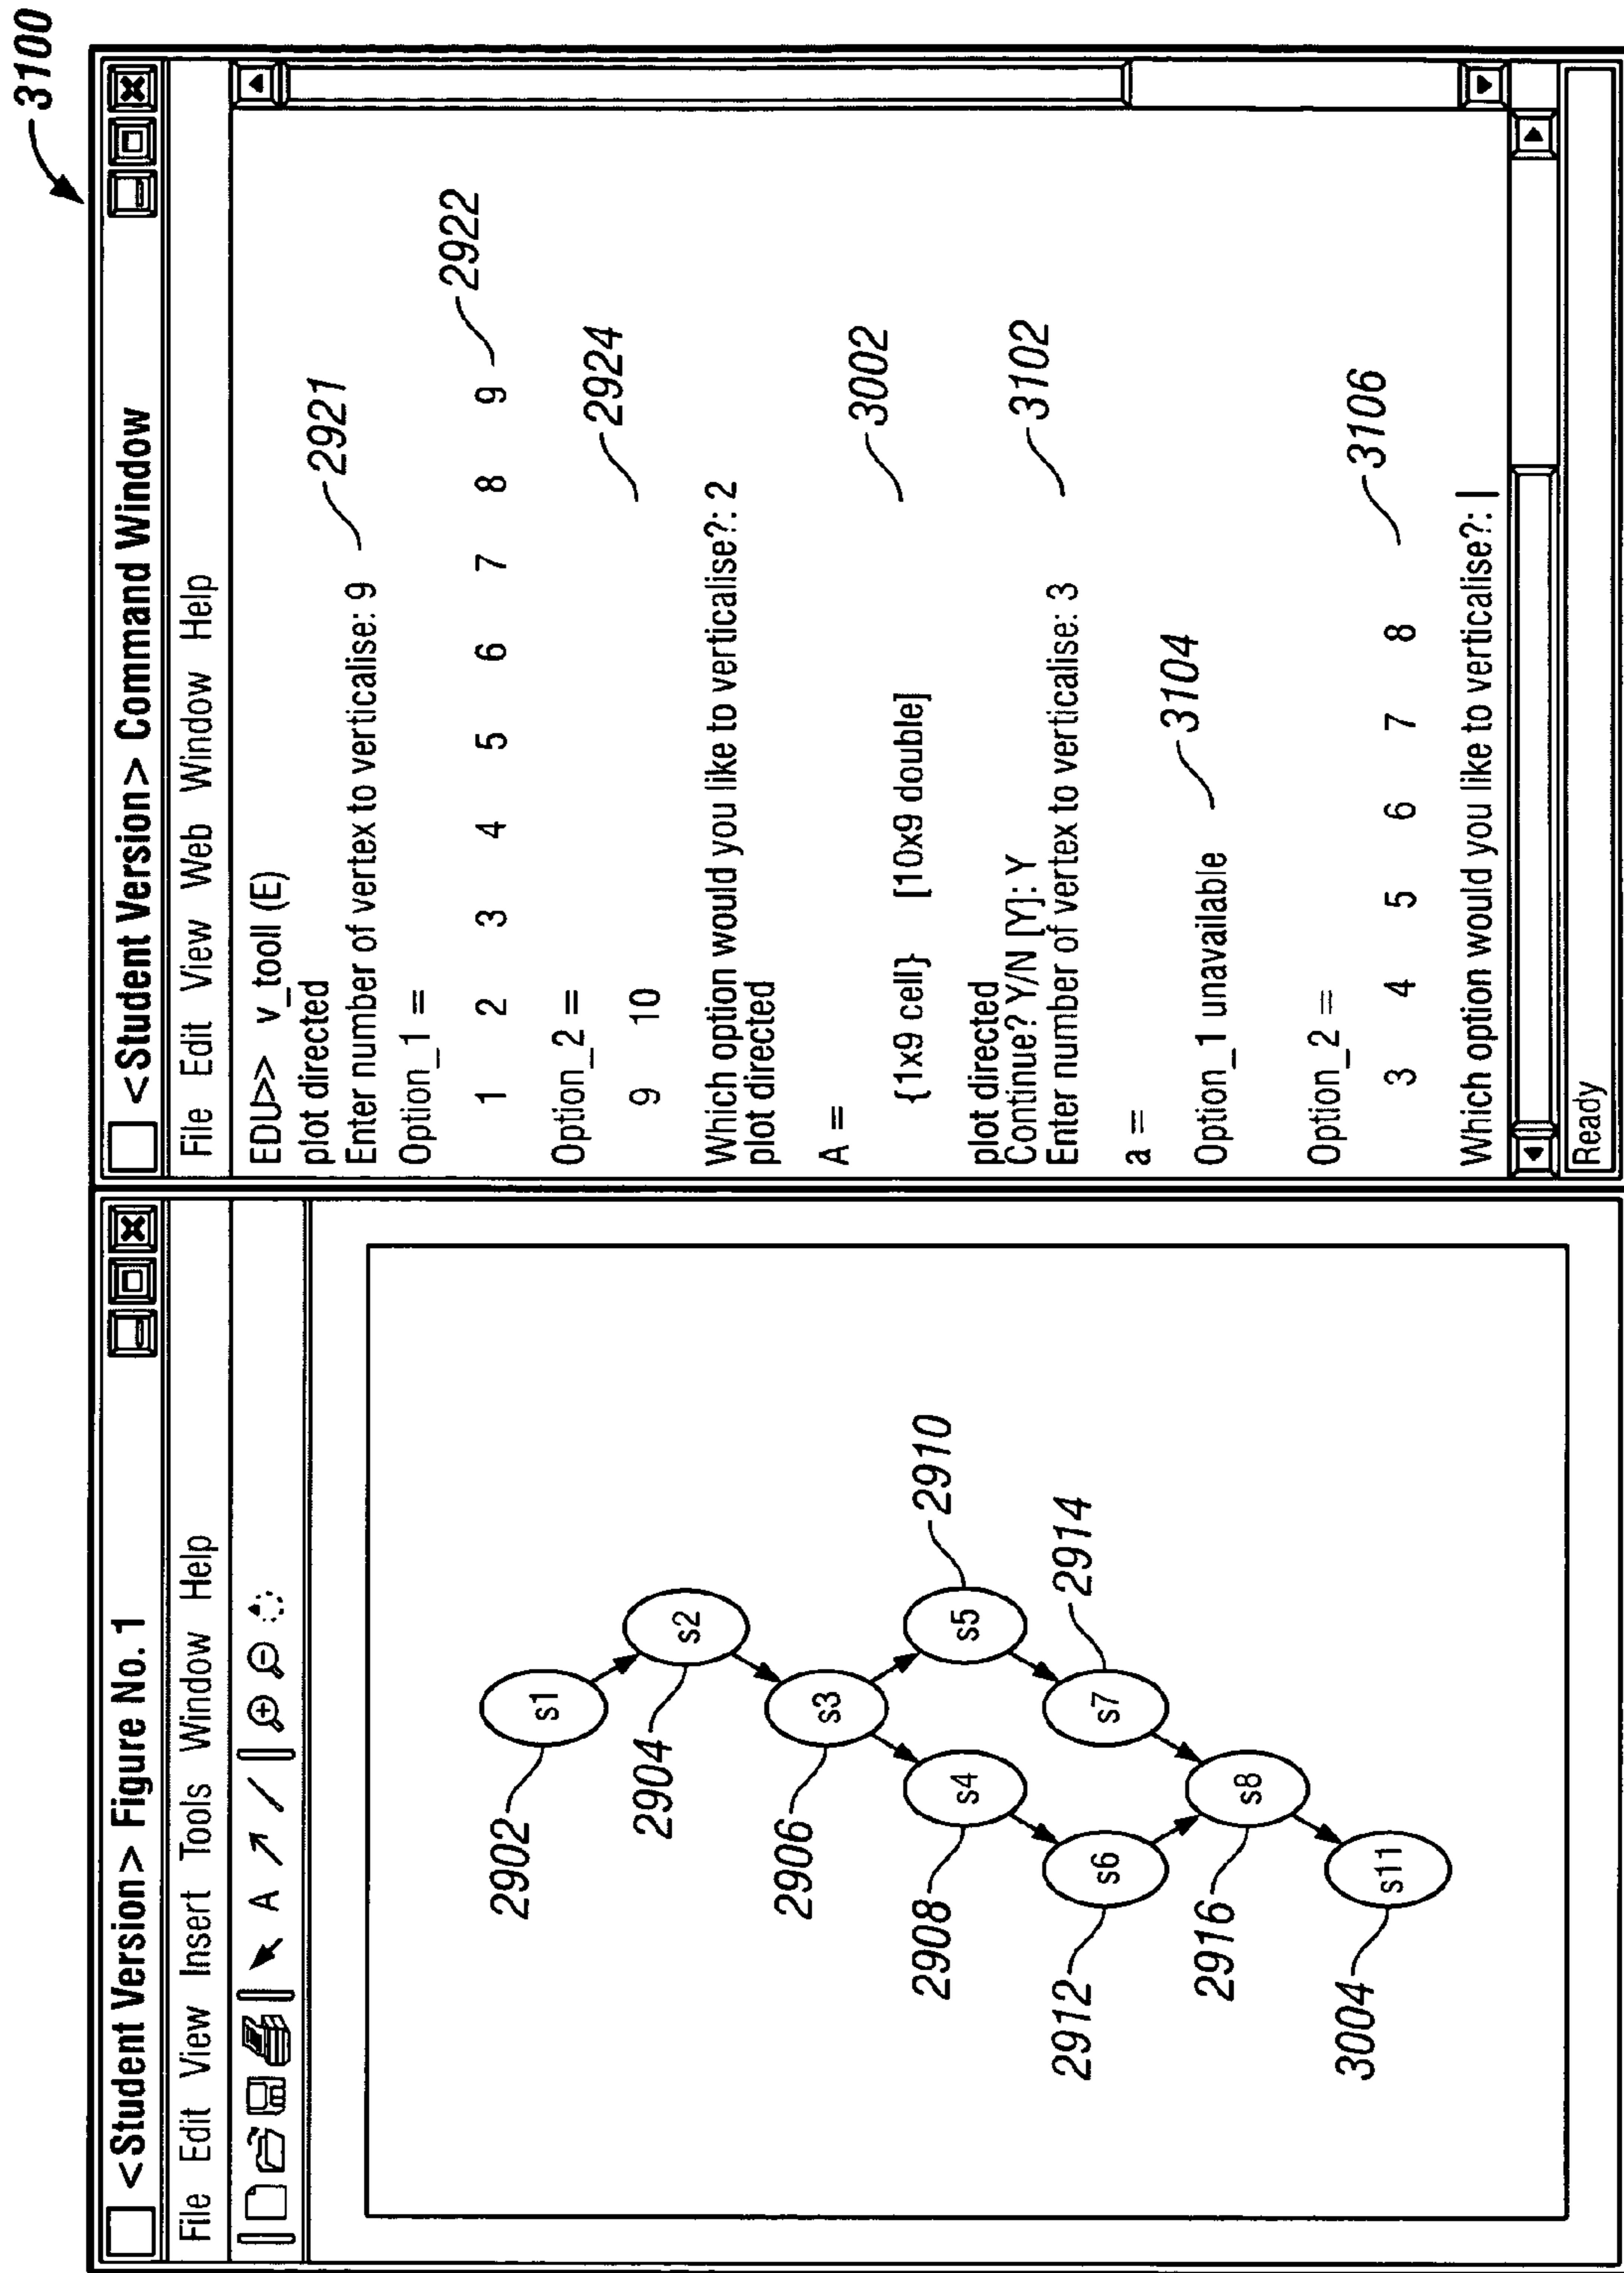 3100
<Student Version> Figure No. 1
File Edit View Insert Tools Window Help
A
s1
2902
s2
2904
s3
2906
s4
2908
s5
2910
s6
2912
s7
2914
s8
2916
s11
3004
<Student Version> Command Window
File Edit View Web Window Help
EDU>> v_tooll (E)
plot directed
Enter number of vertex to verticalise: 9 2921
Option_1 =
1 2 3 4 5 6 7 8 9 2922
Option_2 =
9 10 2924
Which option would you like to verticalise?: 2
plot directed
A =
{1x9 cell} [10x9 double] 3002
plot directed
Continue? Y/N [Y]: Y
Enter number of vertex to verticalise: 3 3102
a =
Option_1 unavailable 3104
Option_2 =
3 4 5 6 7 8 3106
Which option would you like to verticalise?: |
Ready